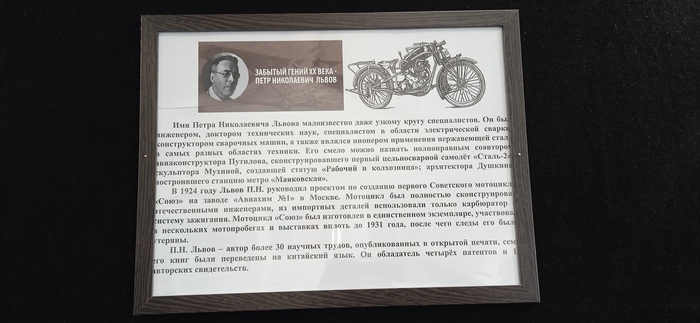 ЗАБЫТЫЙ ГЕНИЙ XX ВЕКА -
ПЕТР НИКОЛАЕВИЧ ЛЬВОВ
Имя Петра Николаевича Львова малоизвестно даже узкому кругу специалистов. Он бы
инженером, доктором технических наук, специалистом в области электрической сварки
конструктором сварочных машин, а также являлся пионером применения нержавеющей стал
в самых разных областях техники. Его смело можно назвать полноправным соавтором
авиаконструктора Путилова, сконструировавшего первый цельносварной самолёт «Сталь-2»
скульптора Мухиной, создавшей статую «Рабочий и колхозница»; архитектора Душкин
построившего станцию метро «Маяковская».
В 1924 году Львов П.Н. руководил проектом по созданию первого Советского мотоцикл
«Союз» на заводе «Авиахим №1» в Москве. Мотоцикл был полностью сконструирова
отечественными инженерами, из импортных деталей использовали только карбюратор
систему зажигания. Мотоцикл «Союз» был изготовлен в единственном экземпляре, участвова
в нескольких мотопробегах и выставках вплоть до 1931 года, после чего следы его был
утеряны.
П.Н. Львов – автор более 30 научных трудов, опубликованных в открытой печати, сем
его книг были переведены на китайский язык. Он обладатель четырёх патентов и 1
авторских свидетельств.